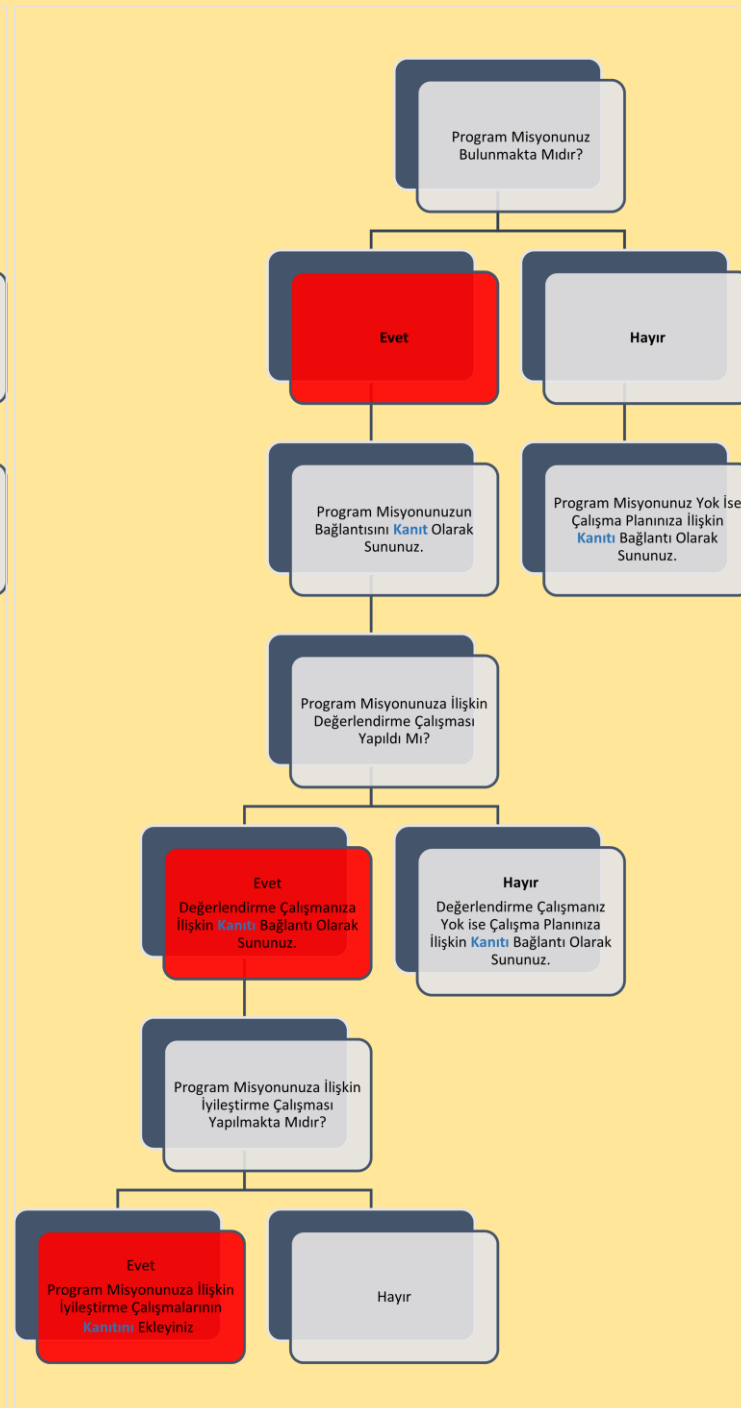 Program Misyonunuz
Bulunmakta Mıdır?
Evet
Hayır
Program Misyonunuzun
Bağlantısını Kanıt Olarak
Sununuz.
Program Misyonunuz Yok İse
Çalışma Planınıza İlişkin
Kanıtı Bağlantı Olarak
Sununuz.
Program Misyonunuza İlişkin
Değerlendirme Çalışması
Yapıldı Mı?
Evet
Değerlendirme Çalışmanıza
İlişkin Kanıtı Bağlantı Olarak
Sununuz.
Hayır
Değerlendirme Çalışmanız
Yok ise Çalışma Planınıza
İlişkin Kanıtı Bağlantı Olarak
Sununuz.
Program Misyonunuza İlişkin
İyileştirme Çalışması
Yapılmakta Mıdır?
Evet
Program Misyonunuza İlişkin
İyileştirme Çalışmalarının
Kanıtını Ekleyiniz
Hayır